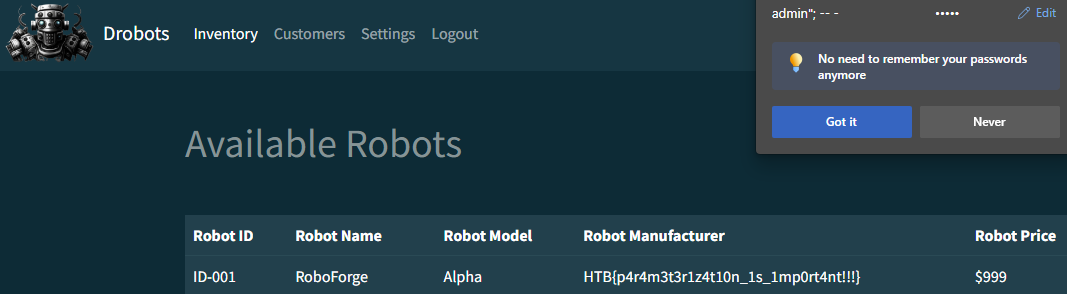 admin"; -- - ••••• Edit
Drobots Inventory Customers Settings Logout
No need to remember your passwords
anymore
Got it Never
Available Robots
Robot ID Robot Name Robot Model Robot Manufacturer Robot Price
ID-001 RoboForge Alpha HTB{p4r4m3t3r1z4t10n_1s_1mp0rt4nt!!!} $999